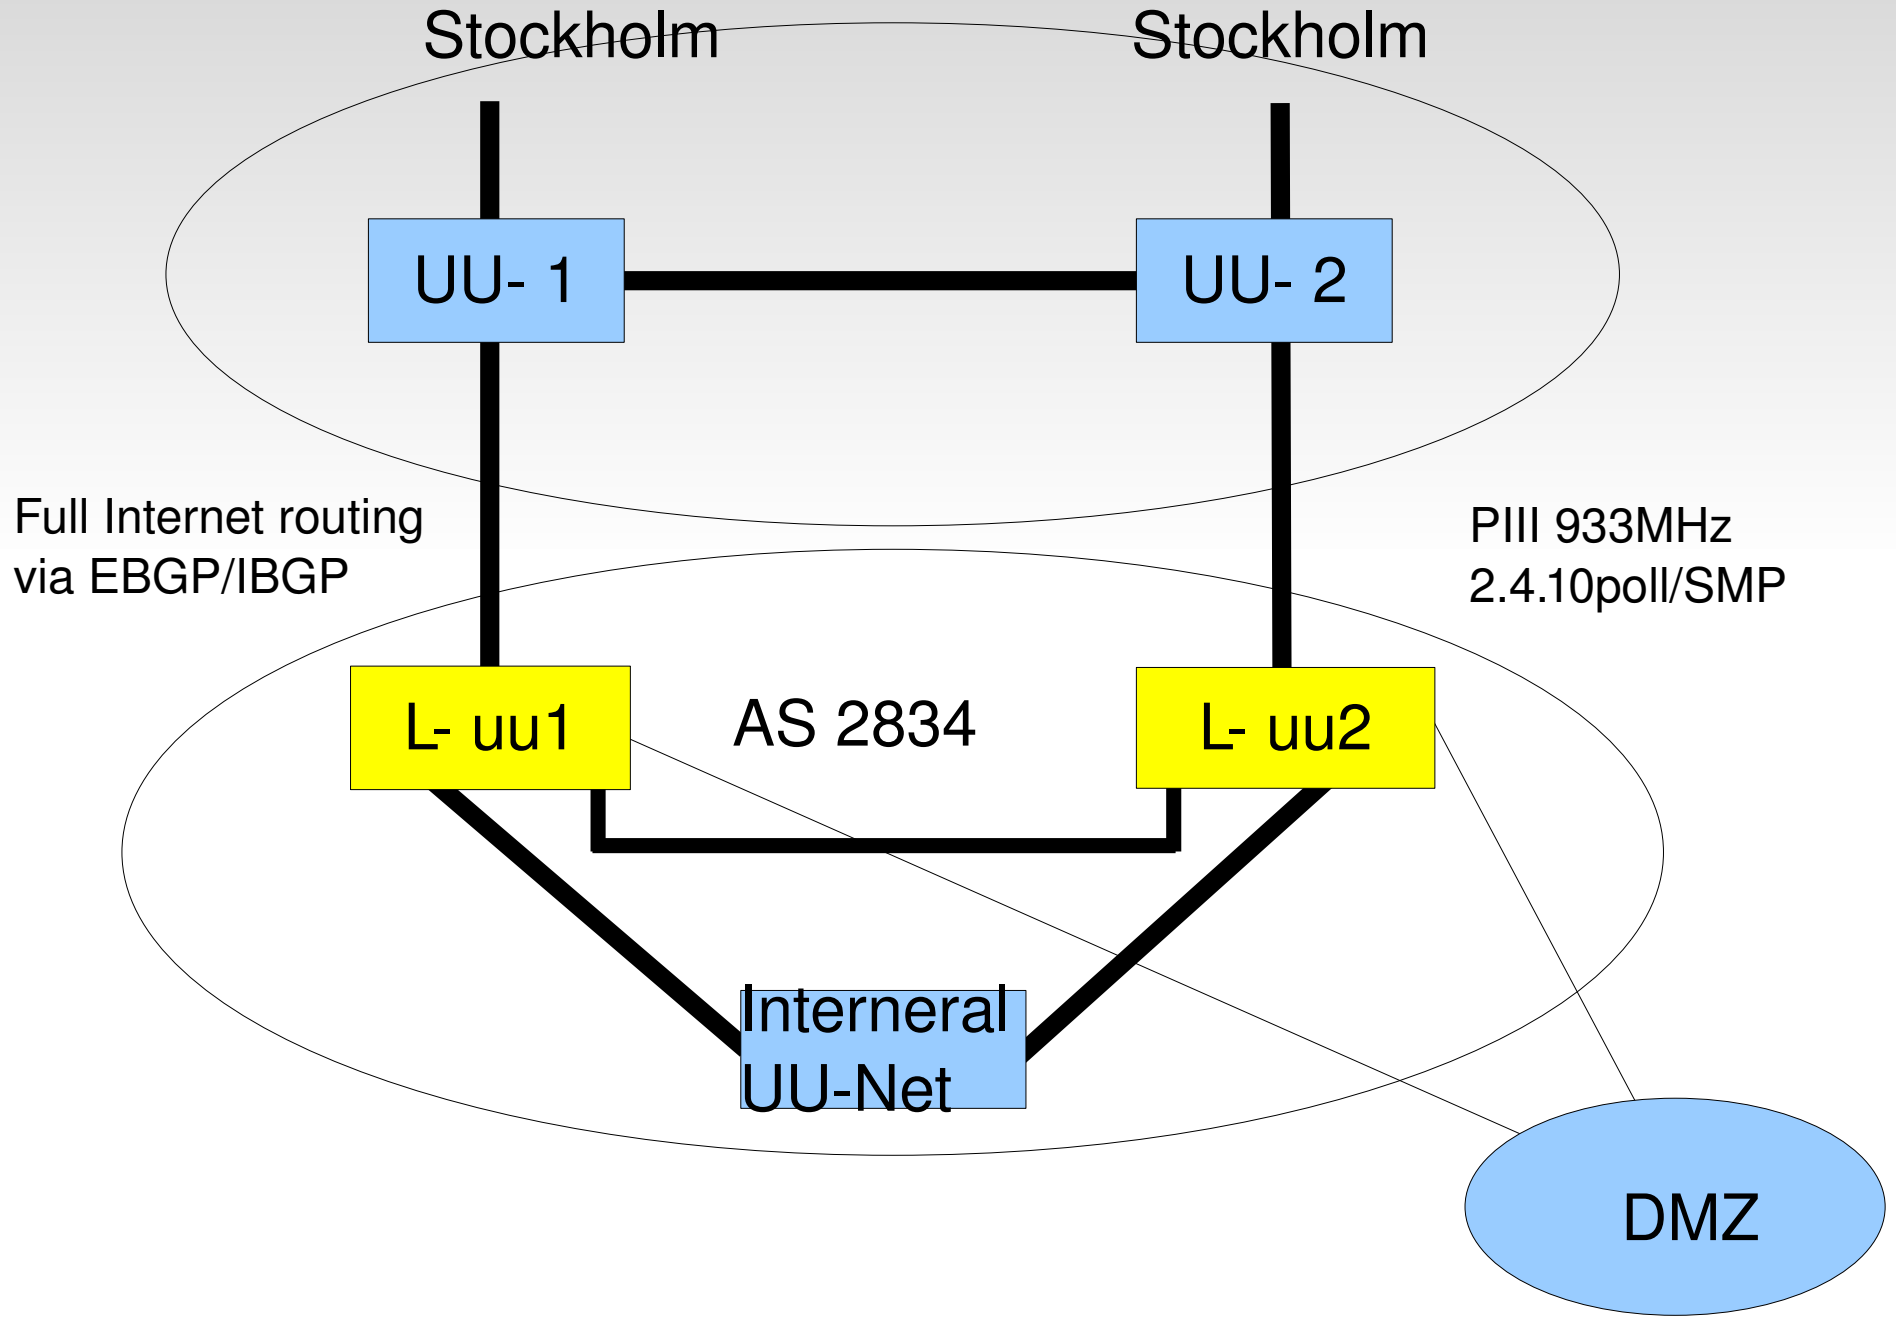 Stockholm
Stockholm
UU- 1
UU- 2
Full Internet routing
via EBGP/IBGP
PIII 933MHz
2.4.10poll/SMP
L- uu1
AS 2834
L- uu2
Interneral
UU-Net
DMZ